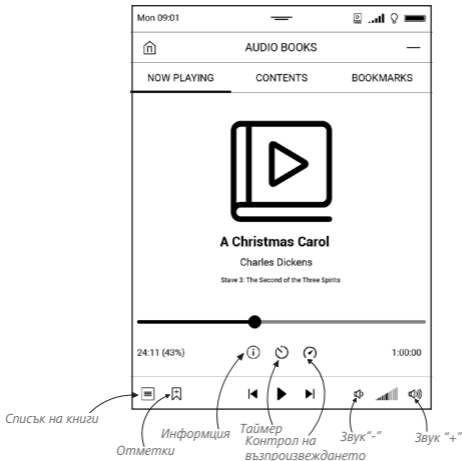 Mon 09:01
AUDIO BOOKS
NOW PLAYING CONTENTS BOOKMARKS
A Christmas Carol
Charles Dickens
Stave 3: The Second of the Three Spirits
24:11 (43%) 1:00:00
Списък на книги
Отметки
Информция
Таймер
Контрол на
възпроизвеждането
Звук“-”
Звук “+”